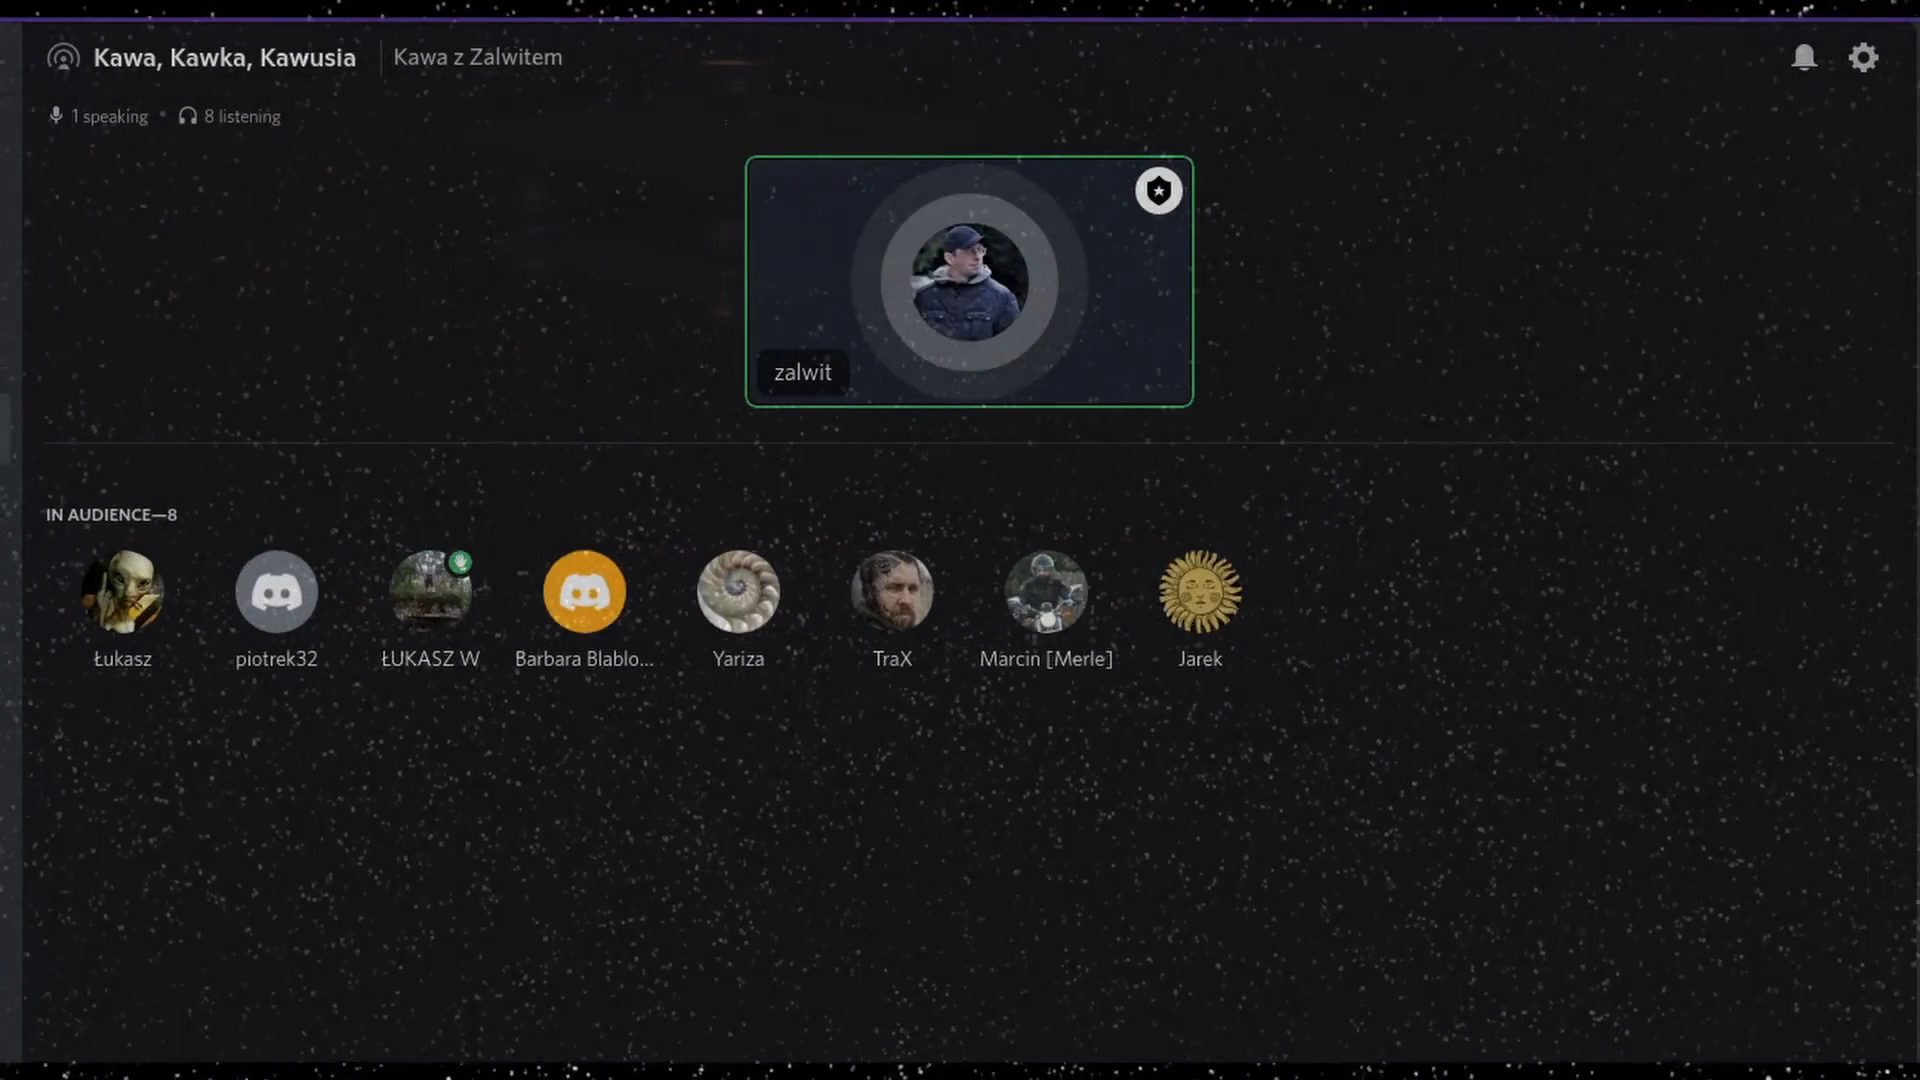 Kawa, Kawka, Kawusia | Kawa z Zalwitem
1 speaking • 8 listening
zalwit
IN AUDIENCE—8
Łukasz piotrek32 ŁUKASZ W Barbara Blablo... Yariza TraX Marcin [Merle] Jarek